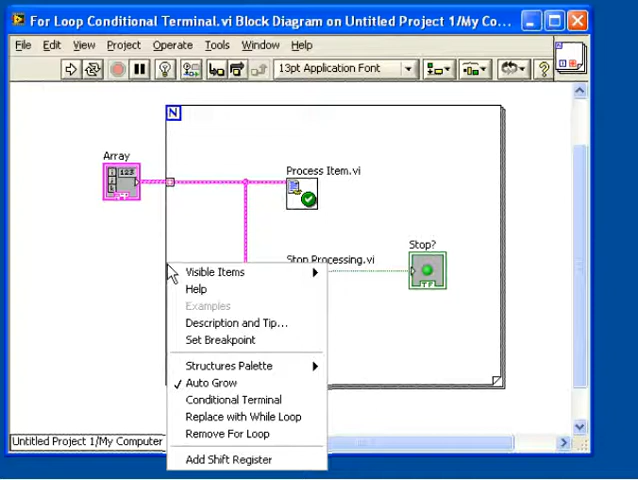 For Loop Conditional Terminal.vi Block Diagram on Untitled Project 1/My Co...
File Edit View Project Operate Tools Window Help
13pt Application Font
?
N
Array
123
Process Item.vi
Stop?
TF
Stop Processing.vi
Visible Items
Help
Examples
Description and Tip...
Set Breakpoint
Structures Palette
Auto Grow
Conditional Terminal
Replace with While Loop
Remove For Loop
Add Shift Register
Untitled Project 1/My Computer